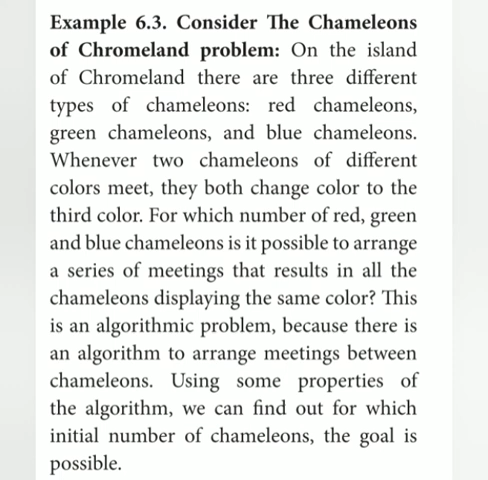 Example 6.3. Consider The Chameleons
of Chromeland problem: On the island
of Chromeland there are three different
types of chameleons: red chameleons,
green chameleons, and blue chameleons.
Whenever two chameleons of different
colors meet, they both change color to the
third color. For which number of red, green
and blue chameleons is it possible to arrange
a series of meetings that results in all the
chameleons displaying the same color? This
is an algorithmic problem, because there is
an algorithm to arrange meetings between
chameleons. Using some properties of
the algorithm, we can find out for which
initial number of chameleons, the goal is
possible.